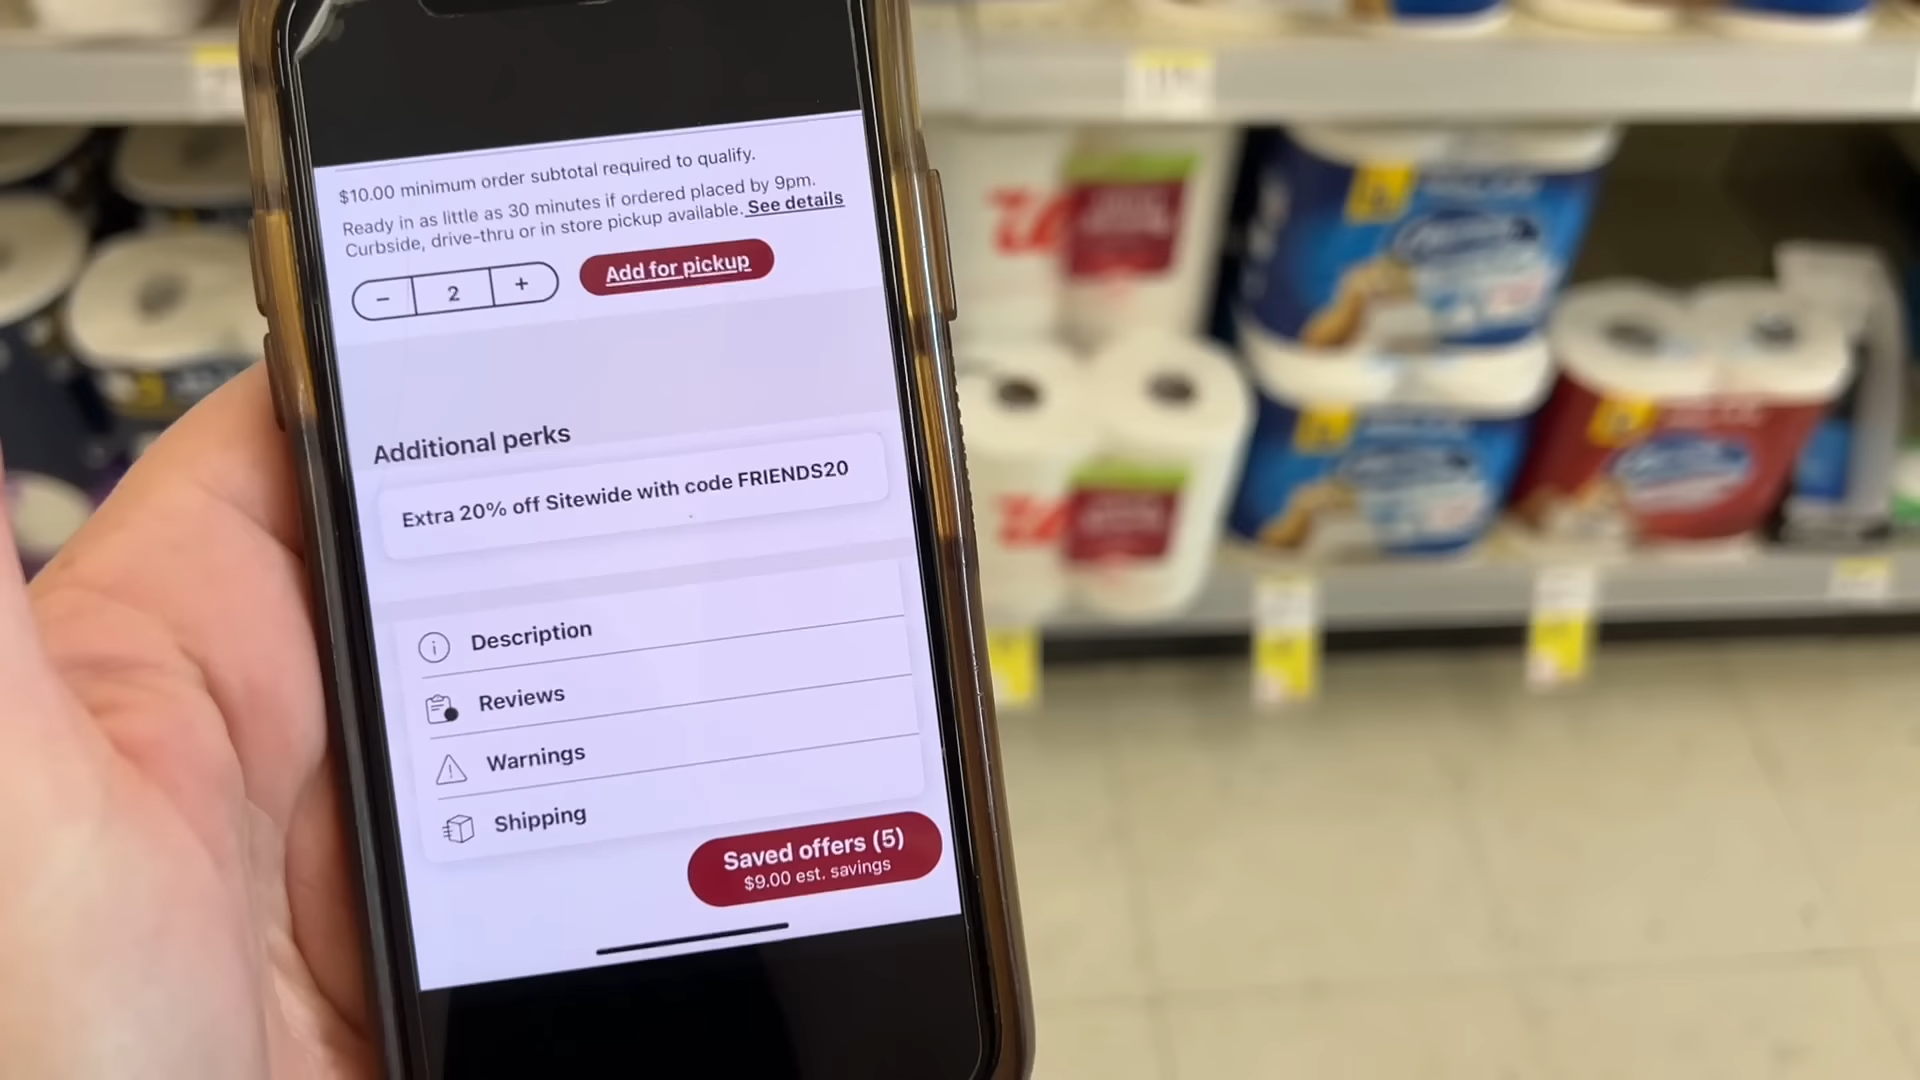 $10.00 minimum order subtotal required to qualify.
Ready in as little as 30 minutes if ordered placed by 9pm.
Curbside, drive-thru or in store pickup available. See details
− 2 +
Add for pickup
Additional perks
Extra 20% off Sitewide with code FRIENDS20
Description
Reviews
Warnings
Shipping
Saved offers (5)
$9.00 est. savings